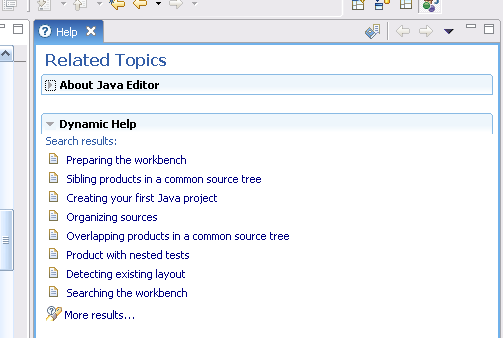 Help
Related Topics
About Java Editor
Dynamic Help
Search results:
Preparing the workbench
Sibling products in a common source tree
Creating your first Java project
Organizing sources
Overlapping products in a common source tree
Product with nested tests
Detecting existing layout
Searching the workbench
More results...